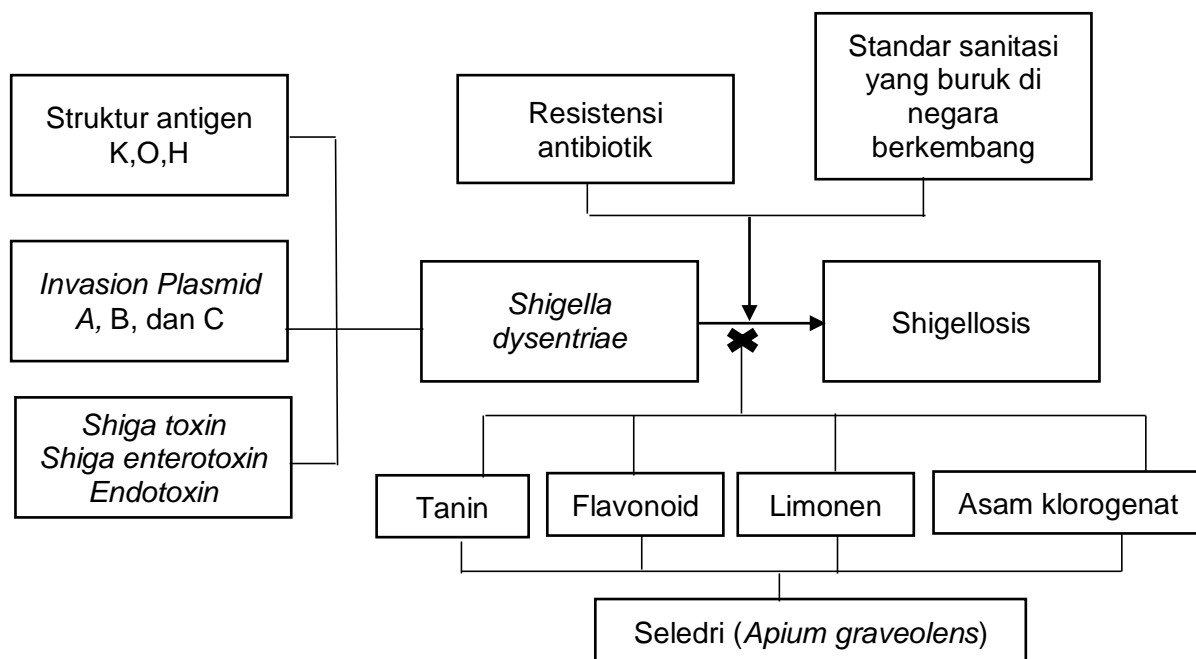 Struktur antigen
K,O,H
Resistensi
antibiotik
Standar sanitasi
yang buruk di
negara
berkembang
Invasion Plasmid
A, B, dan C
Shigella
dysentriae
Shigellosis
Shiga toxin
Shiga enterotoxin
Endotoxin
Tanin
Flavonoid
Limonen
Asam klorogenat
Seledri (Apium graveolens)